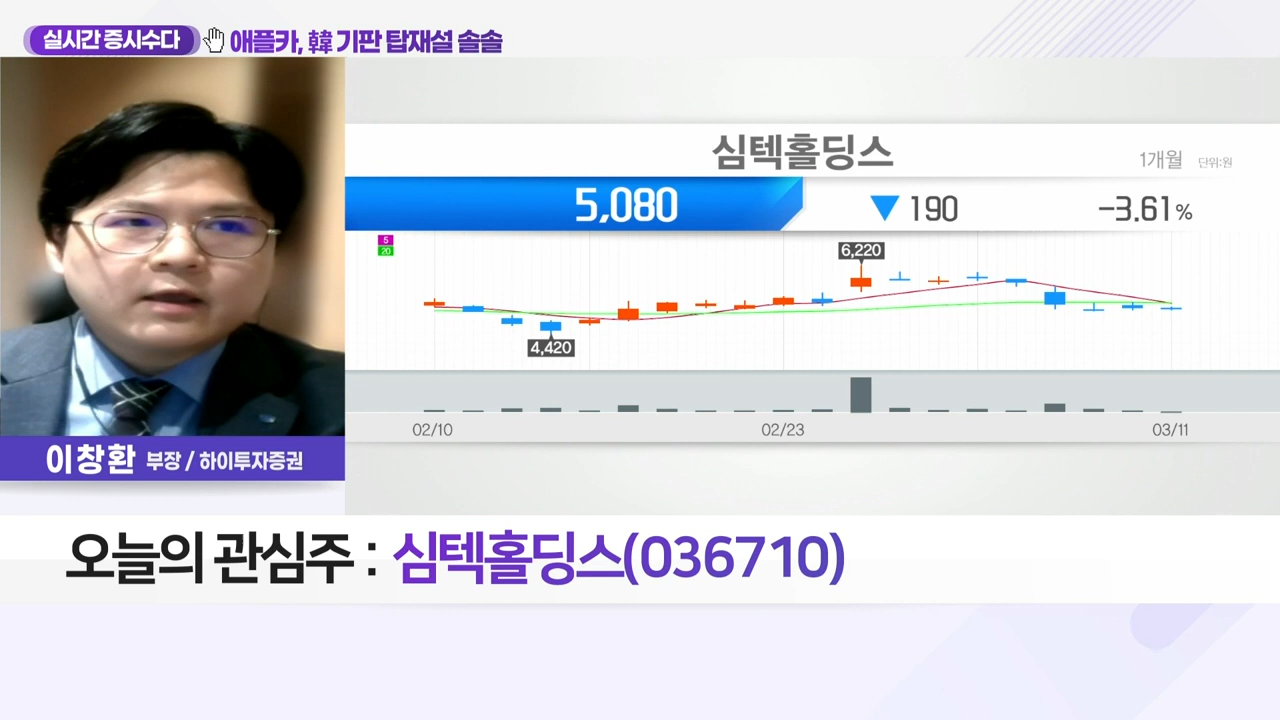 실시간 증시수다 애플카, 韓 기판 탑재설 솔솔
심텍홀딩스
1개월 단위:원
5,080 ▼ 190 -3.61%
5
20
6,220
4,420
02/10 02/23 03/11
이창환 부장 / 하이투자증권
오늘의 관심주 : 심텍홀딩스(036710)